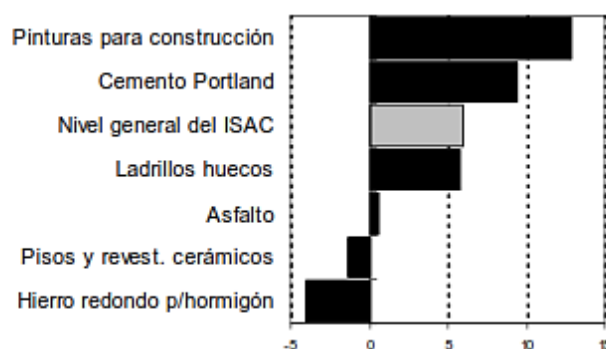 Pinturas para construcción
Cemento Portland
Nivel general del ISAC
Ladrillos huecos
Asfalto
Pisos y revest. cerámicos
Hierro redondo p/hormigón
-5 0 5 10 15